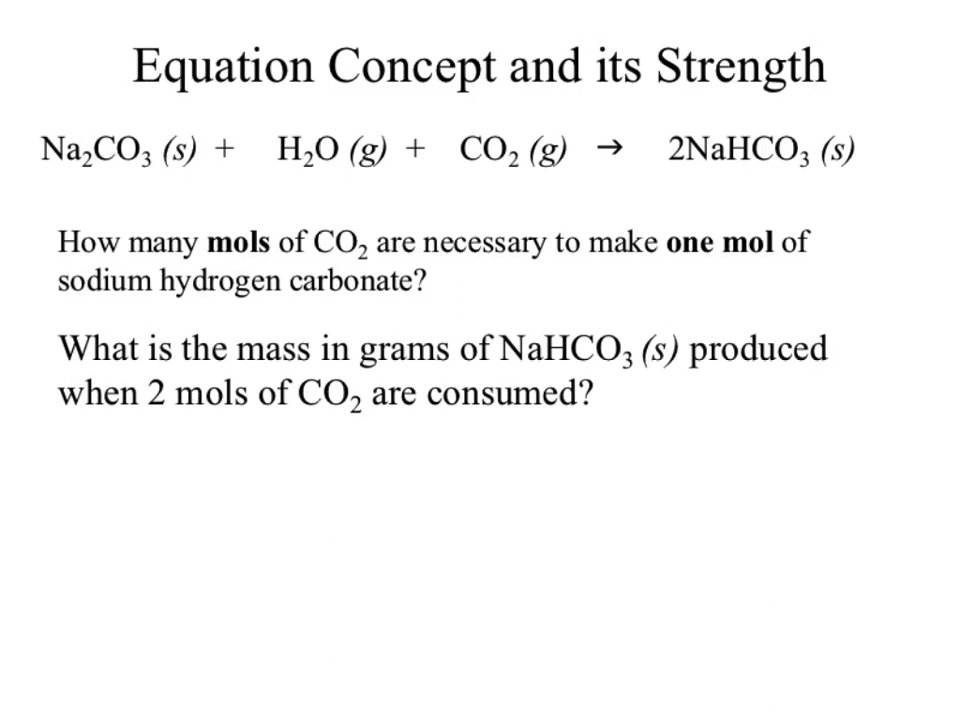 Equation Concept and its Strength
Na₂CO₃ (s) + H₂O (g) + CO₂ (g) → 2NaHCO₃ (s)
How many mols of CO₂ are necessary to make one mol of
sodium hydrogen carbonate?
What is the mass in grams of NaHCO₃ (s) produced
when 2 mols of CO₂ are consumed?